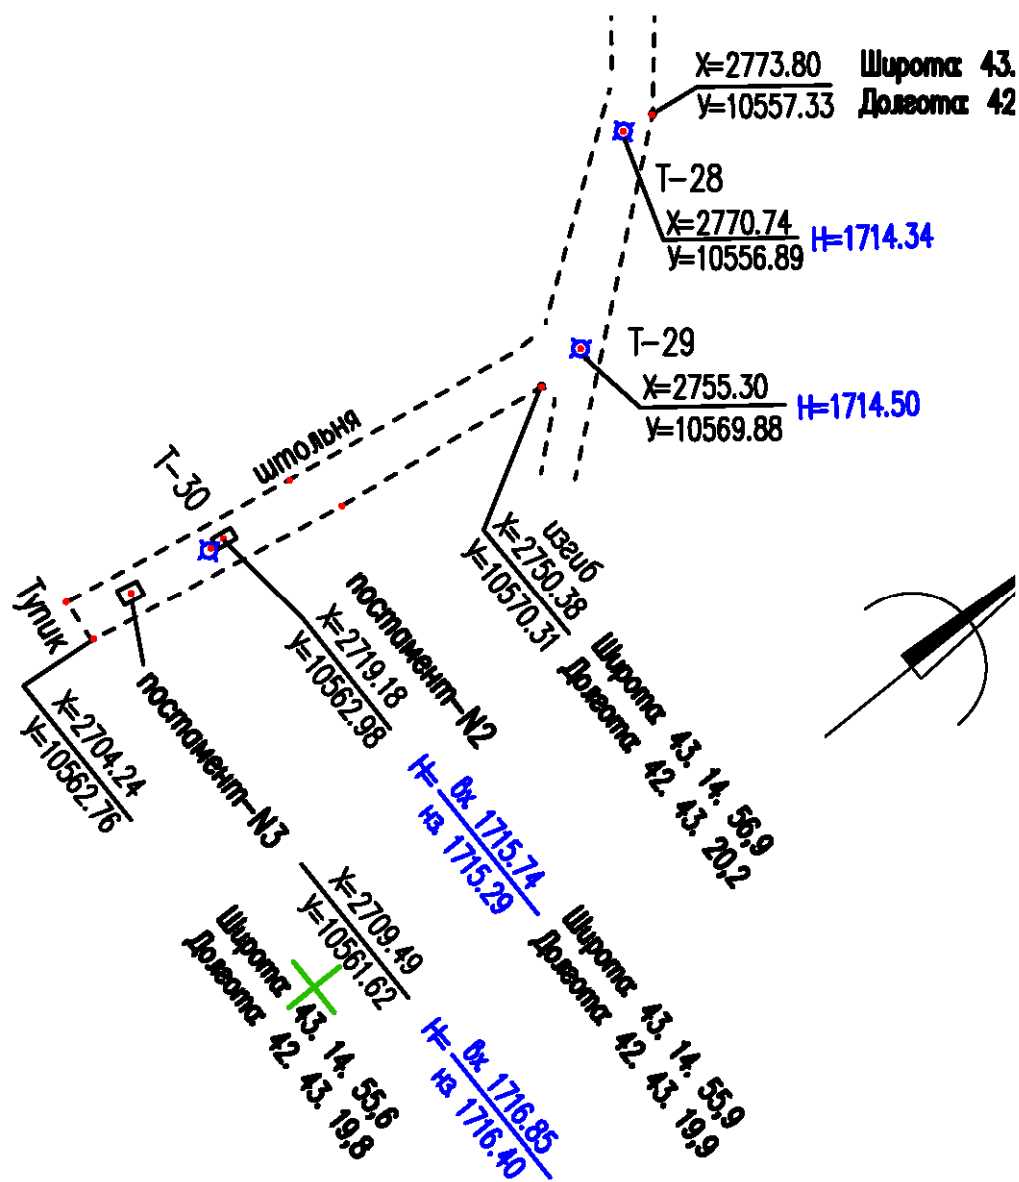 X=2773.80
У=10557.33
Широта: 43.
Долгота: 42
Т-28
X=2770.74
У=10556.89
H=1714.34
Т-29
X=2755.30
У=10569.88
H=1714.50
штольня
Т-30
Тупик
изгиб
X=2750.38
У=10570.31
Широта: 43. 14. 56,9
Долгота: 42. 43. 20,2
постамент-N2
X=2719.18
У=10562.98
H= вх. 1715.74
нз. 1715.29
Широта: 43. 14. 55,9
Долгота: 42. 43. 19,9
X=2704.24
У=10562.76
постамент-N3
X=2709.49
У=10561.62
H= вх. 1716.85
нз. 1716.40
Широта: 43. 14. 55,6
Долгота: 42. 43. 19,8